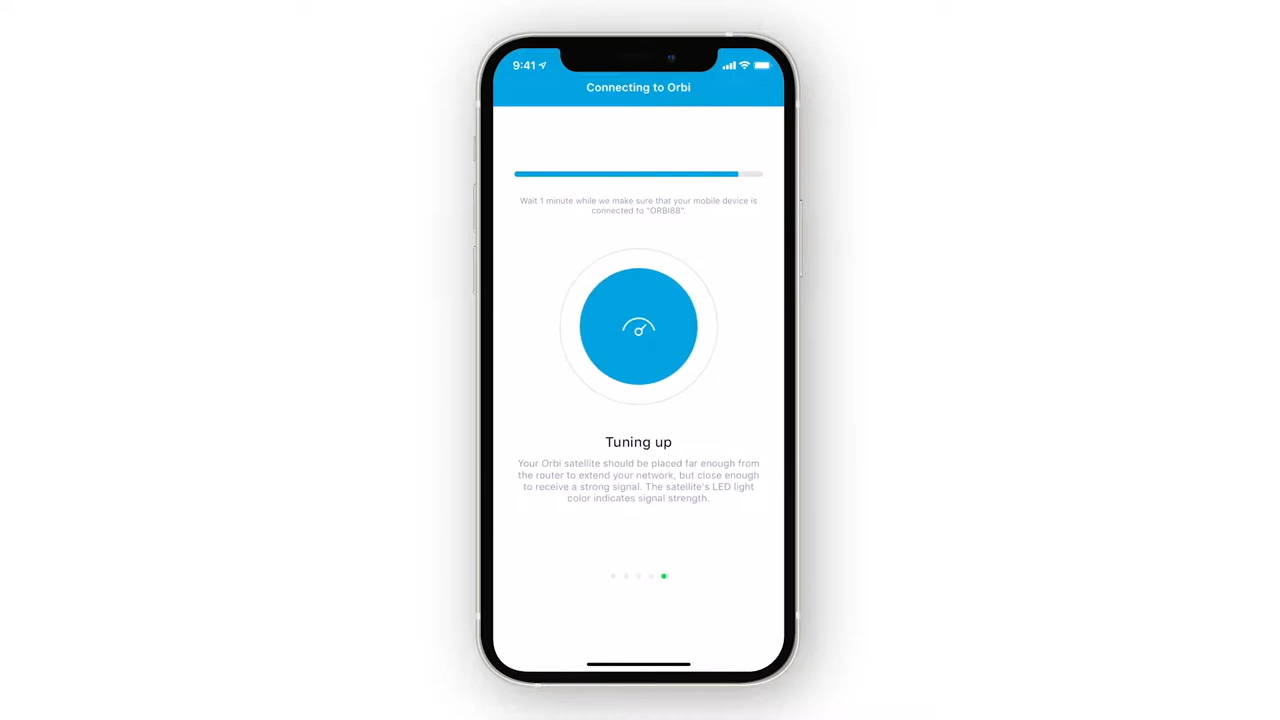 9:41
Connecting to Orbi
Wait 1 minute while we make sure that your mobile device is
connected to "ORBI88".
Tuning up
Your Orbi satellite should be placed far enough from
the router to extend your network, but close enough
to receive a strong signal. The satellite's LED light
color indicates signal strength.